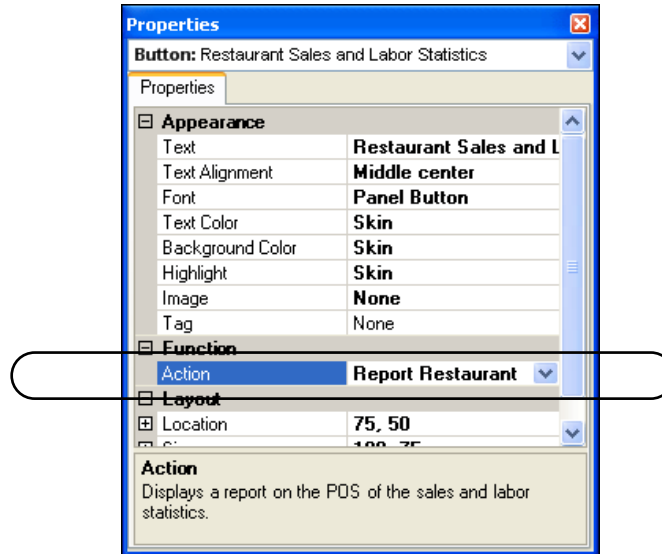 Properties
Button: Restaurant Sales and Labor Statistics
Properties
Appearance
Text Restaurant Sales and L
Text Alignment Middle center
Font Panel Button
Text Color Skin
Background Color Skin
Highlight Skin
Image None
Tag None
Function
Action Report Restaurant
Layout
Location 75, 50
Action
Displays a report on the POS of the sales and labor
statistics.